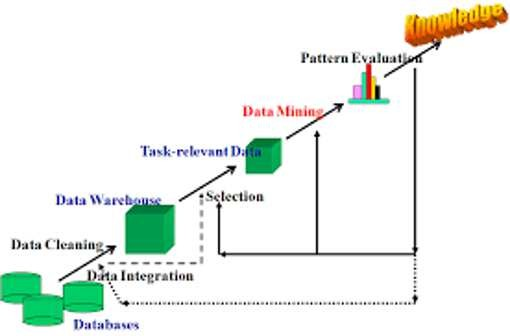 Knowledge
Pattern Evaluation
Data Mining
Task-relevant Data
Selection
Data Warehouse
Data Cleaning
Data Integration
Databases